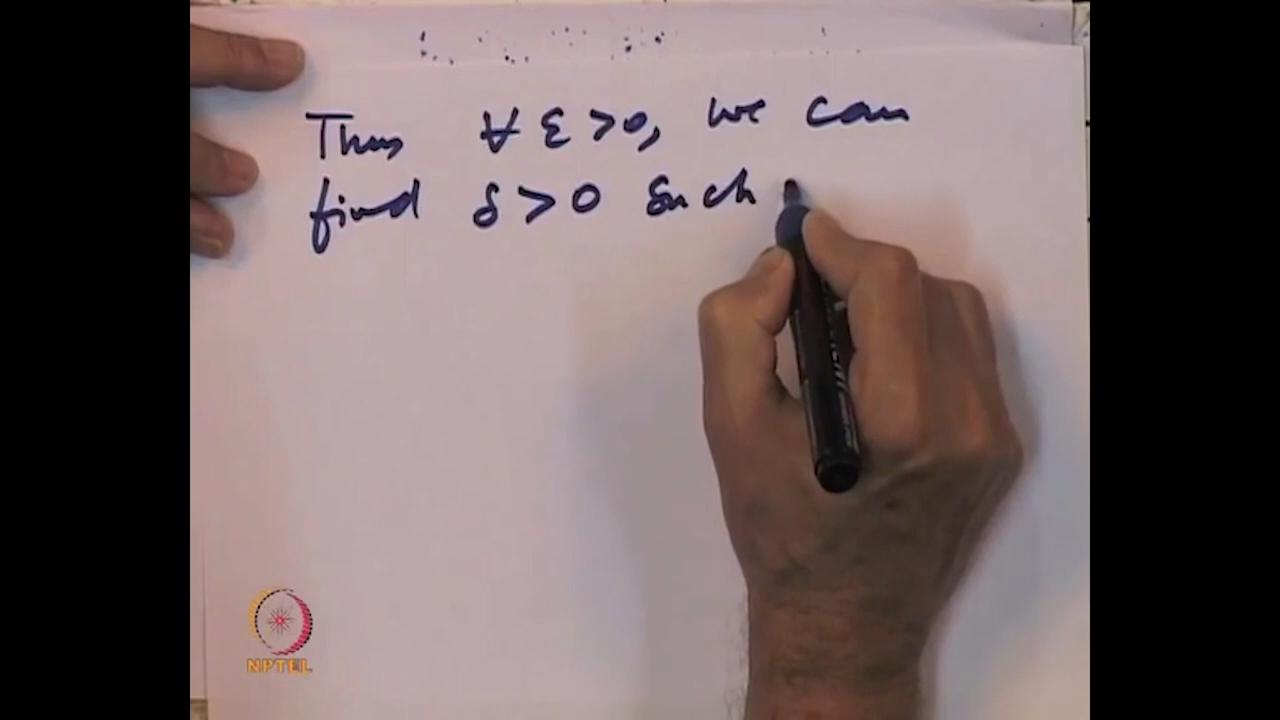 Thus ∀ ε > 0, we can
find δ > 0 such
NPTEL